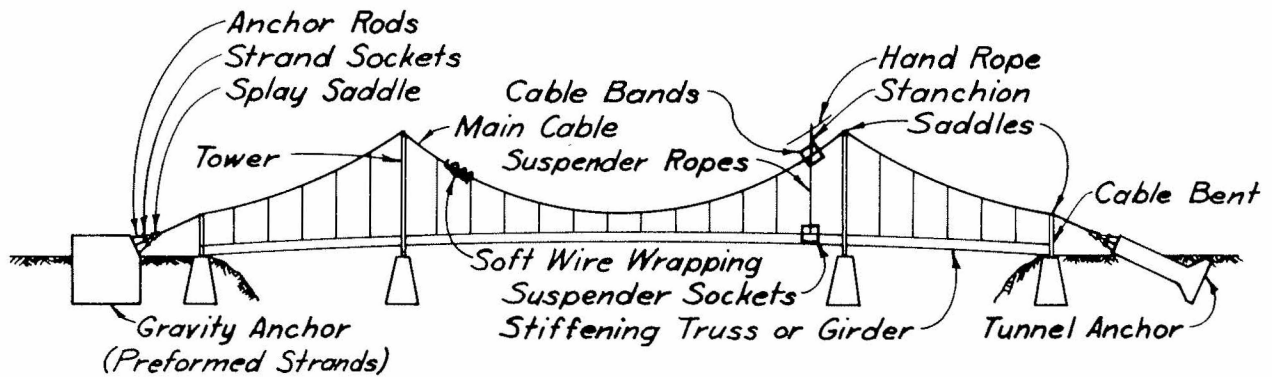 Anchor Rods
Strand Sockets
Splay Saddle
Tower
Main Cable
Cable Bands
Suspender Ropes
Hand Rope
Stanchion
Saddles
Cable Bent
Soft Wire Wrapping
Suspender Sockets
Stiffening Truss or Girder
Gravity Anchor
(Preformed Strands)
Tunnel Anchor